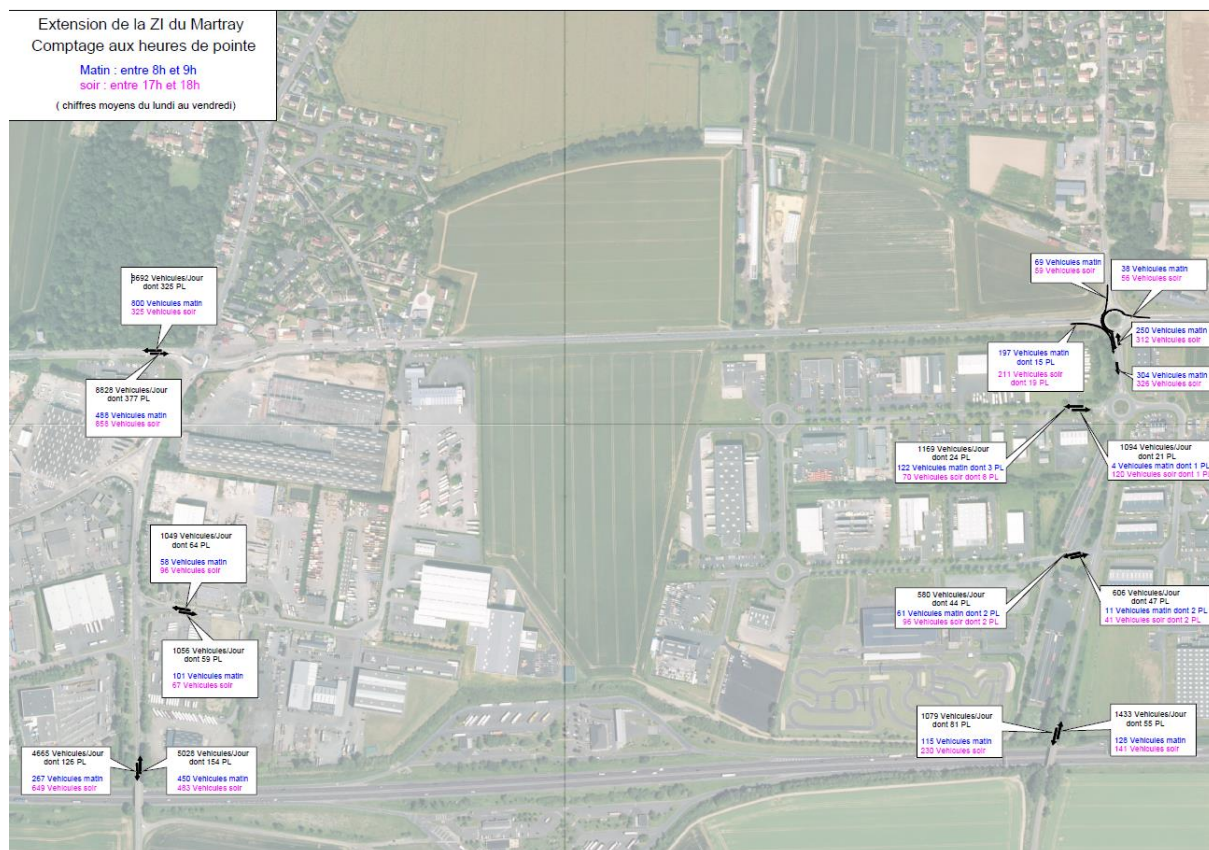 Extension de la ZI du Martray
Comptage aux heures de pointe
Matin : entre 8h et 9h
soir : entre 17h et 18h
( chiffres moyens du lundi au vendredi)
8692 Vehicules/Jour
dont 325 PL
800 Vehicules matin
325 Vehicules soir
8828 Vehicules/Jour
dont 377 PL
488 Vehicules matin
858 Vehicules soir
69 Vehicules matin
59 Vehicules soir
38 Vehicules matin
56 Vehicules soir
250 Vehicules matin
312 Vehicules soir
197 Vehicules matin
dont 15 PL
211 Vehicules soir
dont 19 PL
304 Vehicules matin
326 Vehicules soir
1169 Vehicules/Jour
dont 24 PL
122 Vehicules matin dont 3 PL
70 Vehicules soir dont 8 PL
1094 Vehicules/Jour
dont 21 PL
4 Vehicules matin dont 1 PL
120 Vehicules soir dont 1 PL
1049 Vehicules/Jour
dont 64 PL
58 Vehicules matin
96 Vehicules soir
1056 Vehicules/Jour
dont 59 PL
101 Vehicules matin
67 Vehicules soir
580 Vehicules/Jour
dont 44 PL
61 Vehicules matin dont 2 PL
96 Vehicules soir dont 2 PL
606 Vehicules/Jour
dont 47 PL
11 Vehicules matin dont 2 PL
41 Vehicules soir dont 2 PL
4665 Vehicules/Jour
dont 126 PL
267 Vehicules matin
649 Vehicules soir
5028 Vehicules/Jour
dont 154 PL
450 Vehicules matin
483 Vehicules soir
1079 Vehicules/Jour
dont 81 PL
115 Vehicules matin
230 Vehicules soir
1433 Vehicules/Jour
dont 55 PL
128 Vehicules matin
141 Vehicules soir